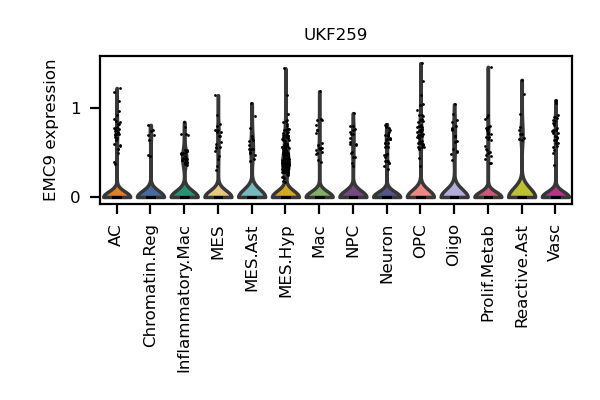 UKF259
EMC9 expression
1
0
AC
Chromatin.Reg
Inflammatory.Mac
MES
MES.Ast
MES.Hyp
Mac
NPC
Neuron
OPC
Oligo
Prolif.Metab
Reactive.Ast
Vasc